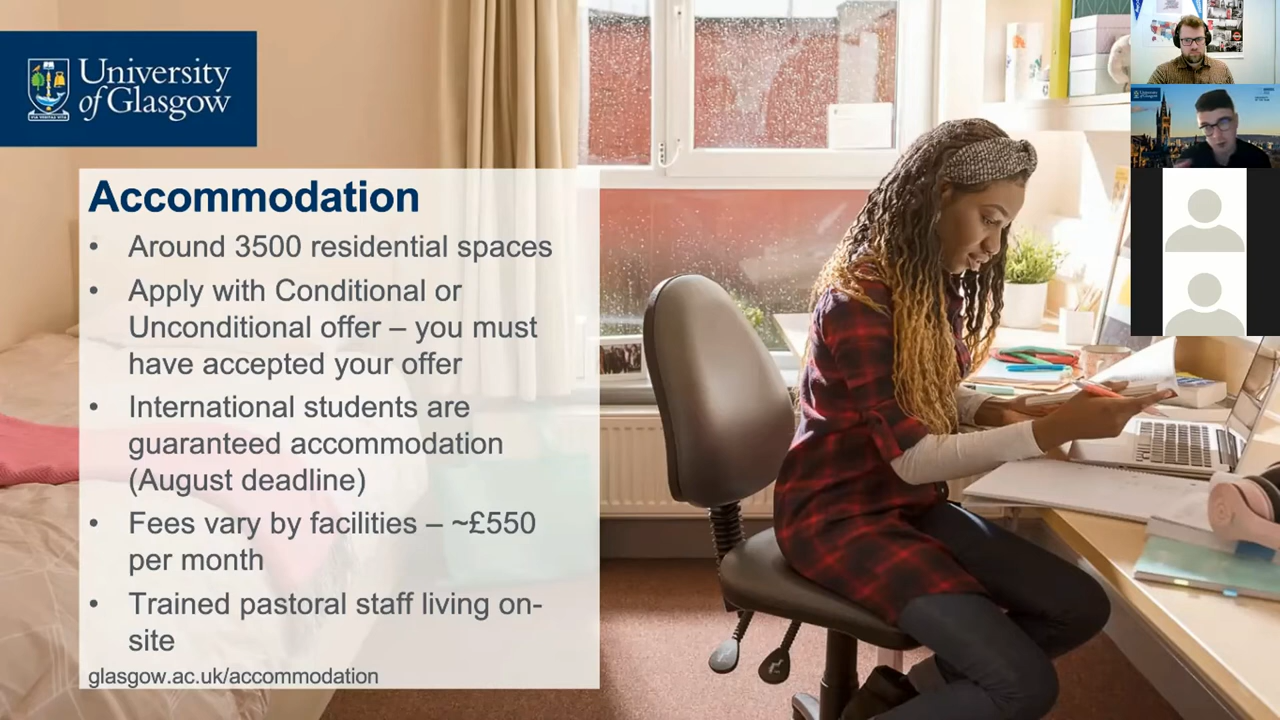 University
of Glasgow
Accommodation
• Around 3500 residential spaces
• Apply with Conditional or
Unconditional offer – you must
have accepted your offer
• International students are
guaranteed accommodation
(August deadline)
• Fees vary by facilities – ~£550
per month
• Trained pastoral staff living on-
site
glasgow.ac.uk/accommodation